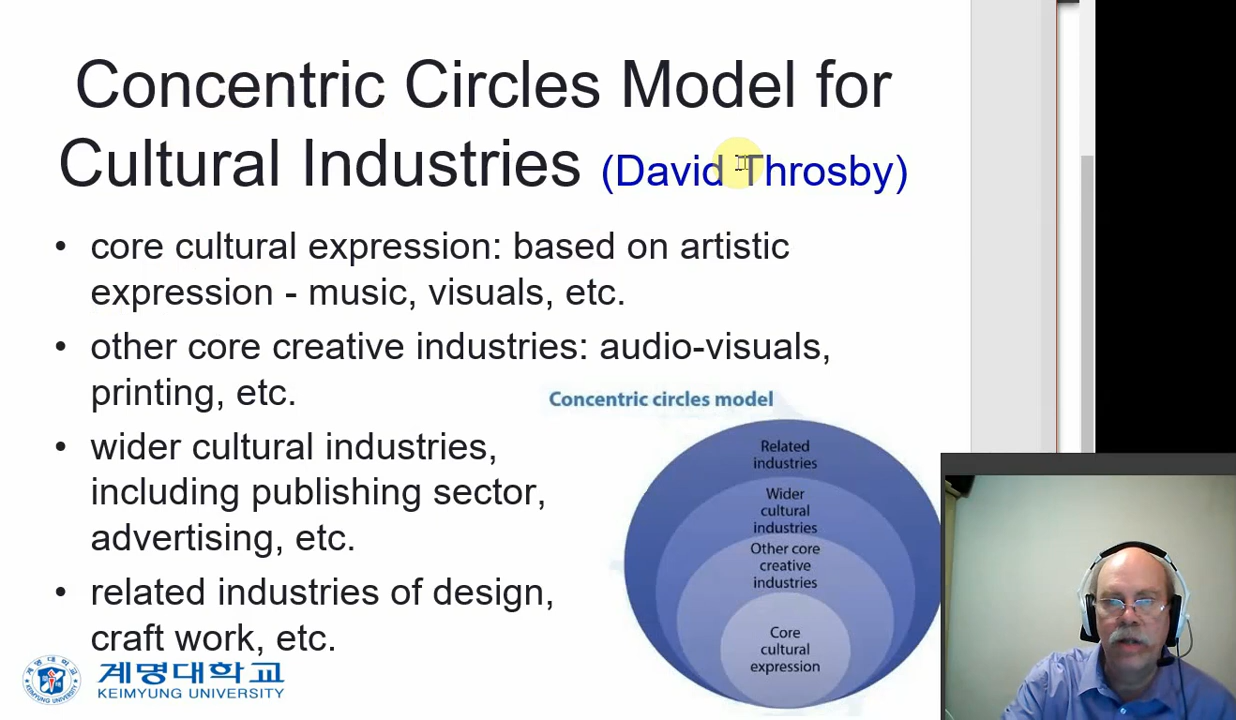 Concentric Circles Model for
Cultural Industries (David Throsby)
• core cultural expression: based on artistic
expression - music, visuals, etc.
• other core creative industries: audio-visuals,
printing, etc.
• wider cultural industries,
including publishing sector,
advertising, etc.
• related industries of design,
craft work, etc.
Concentric circles model
Related
industries
Wider
cultural
industries
Other core
creative
industries
Core
cultural
expression
계명대학교
KEIMYUNG UNIVERSITY